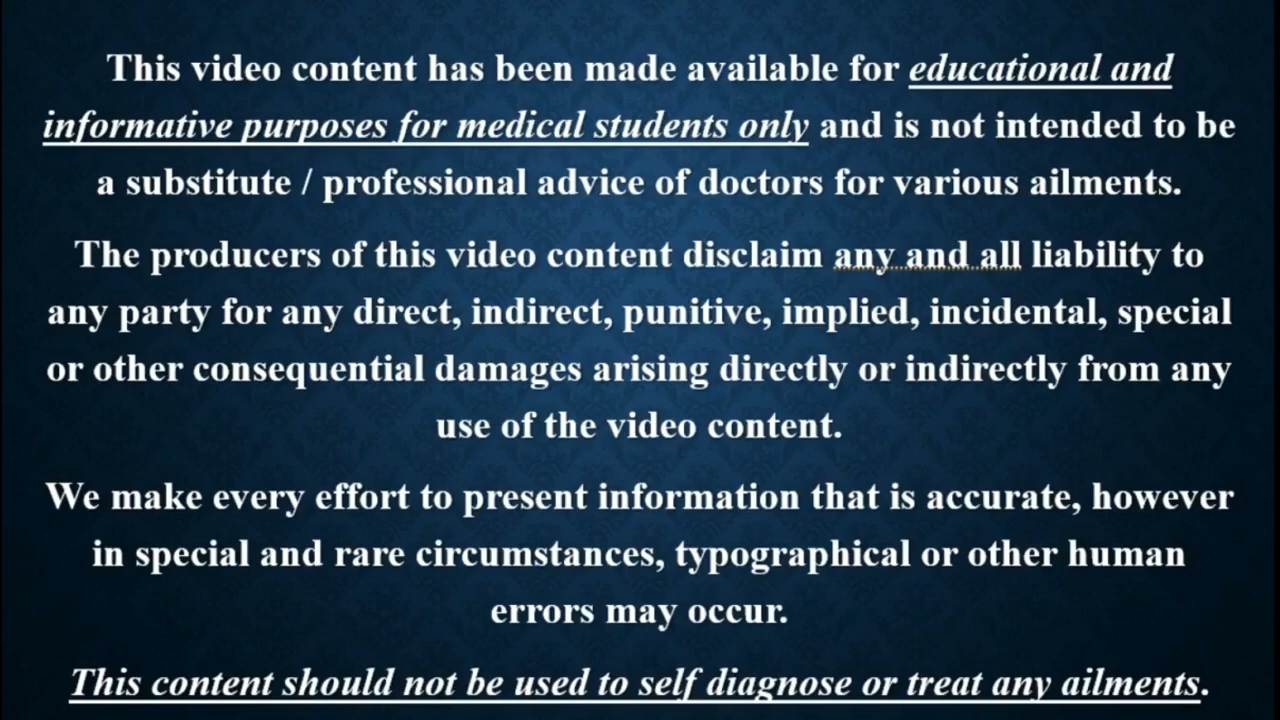 This video content has been made available for educational and
informative purposes for medical students only and is not intended to be
a substitute / professional advice of doctors for various ailments.
The producers of this video content disclaim any and all liability to
any party for any direct, indirect, punitive, implied, incidental, special
or other consequential damages arising directly or indirectly from any
use of the video content.
We make every effort to present information that is accurate, however
in special and rare circumstances, typographical or other human
errors may occur.
This content should not be used to self diagnose or treat any ailments.